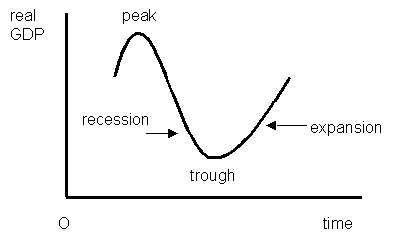 real
GDP
peak
recession
expansion
trough
O
time